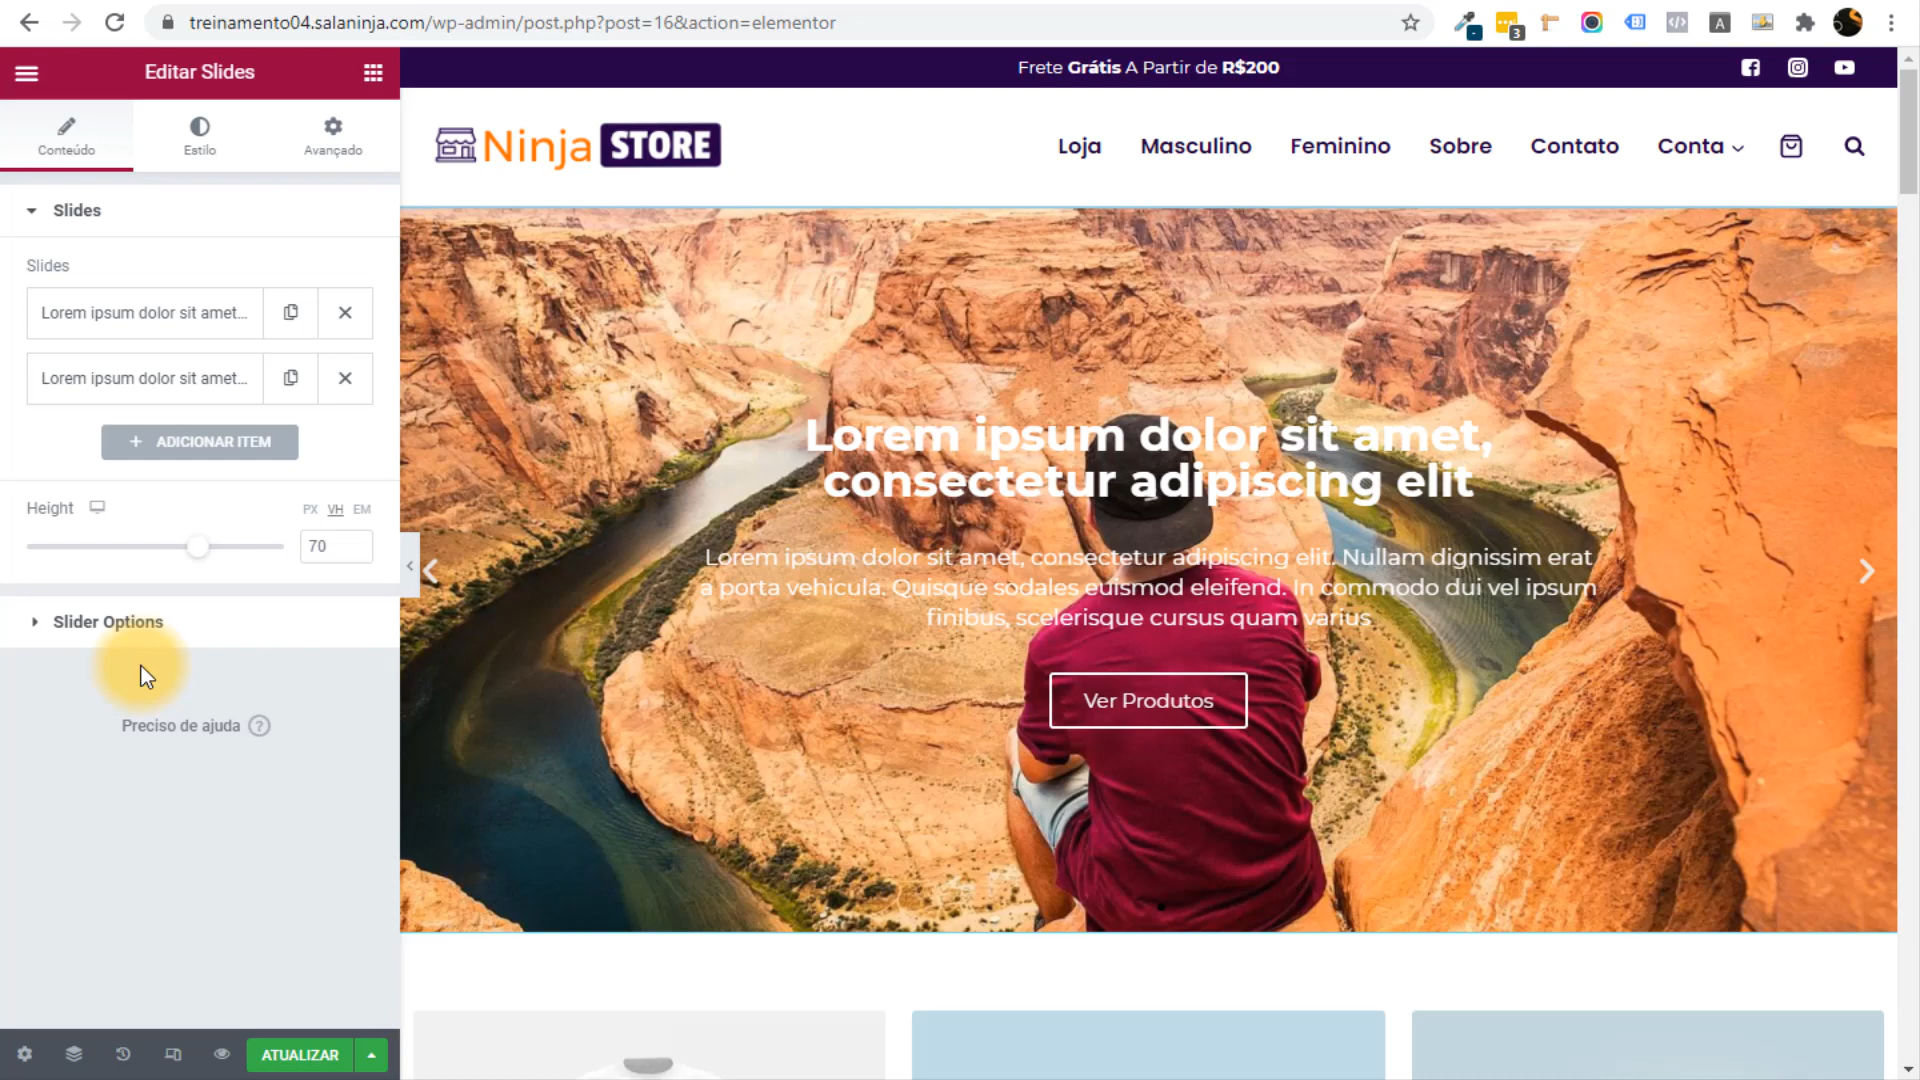 treinamento04.salaninja.com/wp-admin/post.php?post=16&action=elementor
3
A
Editar Slides
Conteúdo
Estilo
Avançado
Slides
Slides
Lorem ipsum dolor sit amet...
Lorem ipsum dolor sit amet...
+ ADICIONAR ITEM
Height
PX VH EM
70
Slider Options
Preciso de ajuda ?
ATUALIZAR
Frete Grátis A Partir de R$200
Ninja STORE
Loja
Masculino
Feminino
Sobre
Contato
Conta
Lorem ipsum dolor sit amet,
consectetur adipiscing elit
Lorem ipsum dolor sit amet, consectetur adipiscing elit. Nullam dignissim erat
a porta vehicula. Quisque sodales euismod eleifend. In commodo dui vel ipsum
finibus, scelerisque cursus quam varius
Ver Produtos